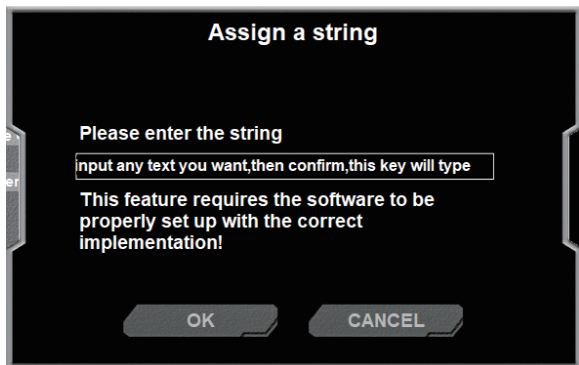 Assign a string
Please enter the string
input any text you want,then confirm,this key will type
This feature requires the software to be
properly set up with the correct
implementation!
OK
CANCEL